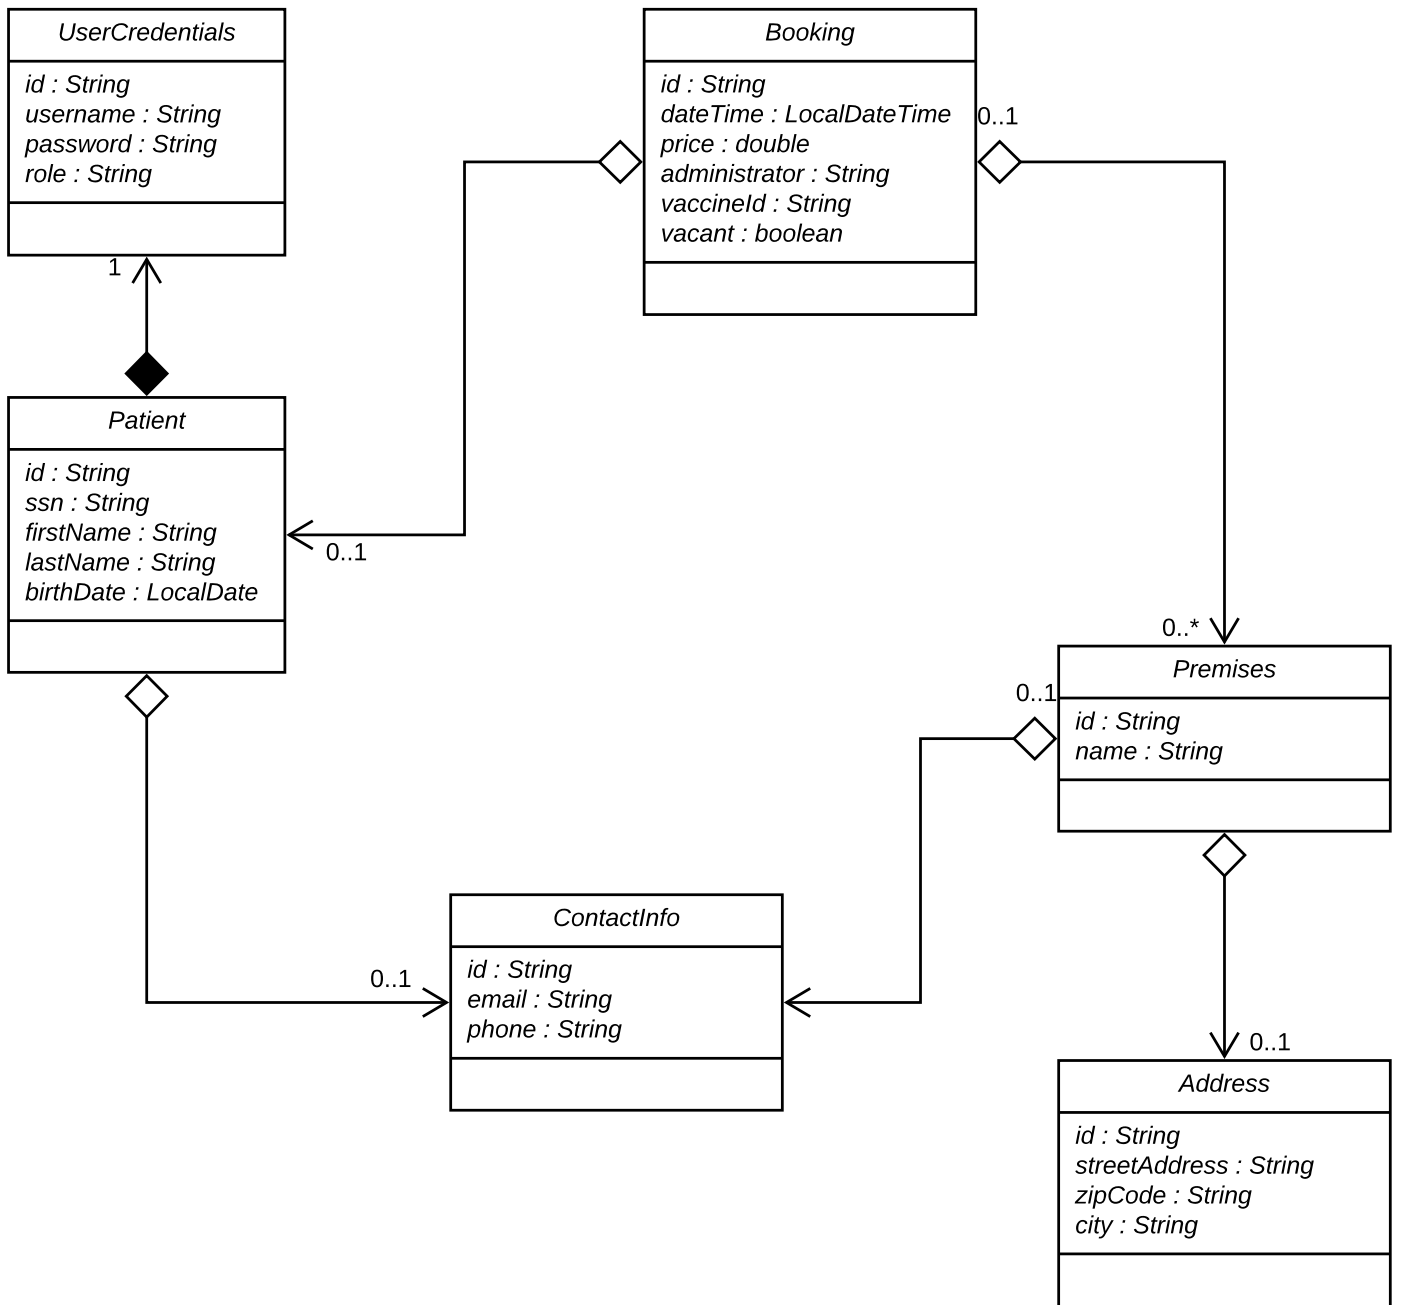 UserCredentials
id : String
username : String
password : String
role : String
1
Booking
id : String
dateTime : LocalDateTime
price : double
administrator : String
vaccineId : String
vacant : boolean
0..1
Patient
id : String
ssn : String
firstName : String
lastName : String
birthDate : LocalDate
0..1
0..*
Premises
id : String
name : String
0..1
ContactInfo
id : String
email : String
phone : String
0..1
0..1
Address
id : String
streetAddress : String
zipCode : String
city : String